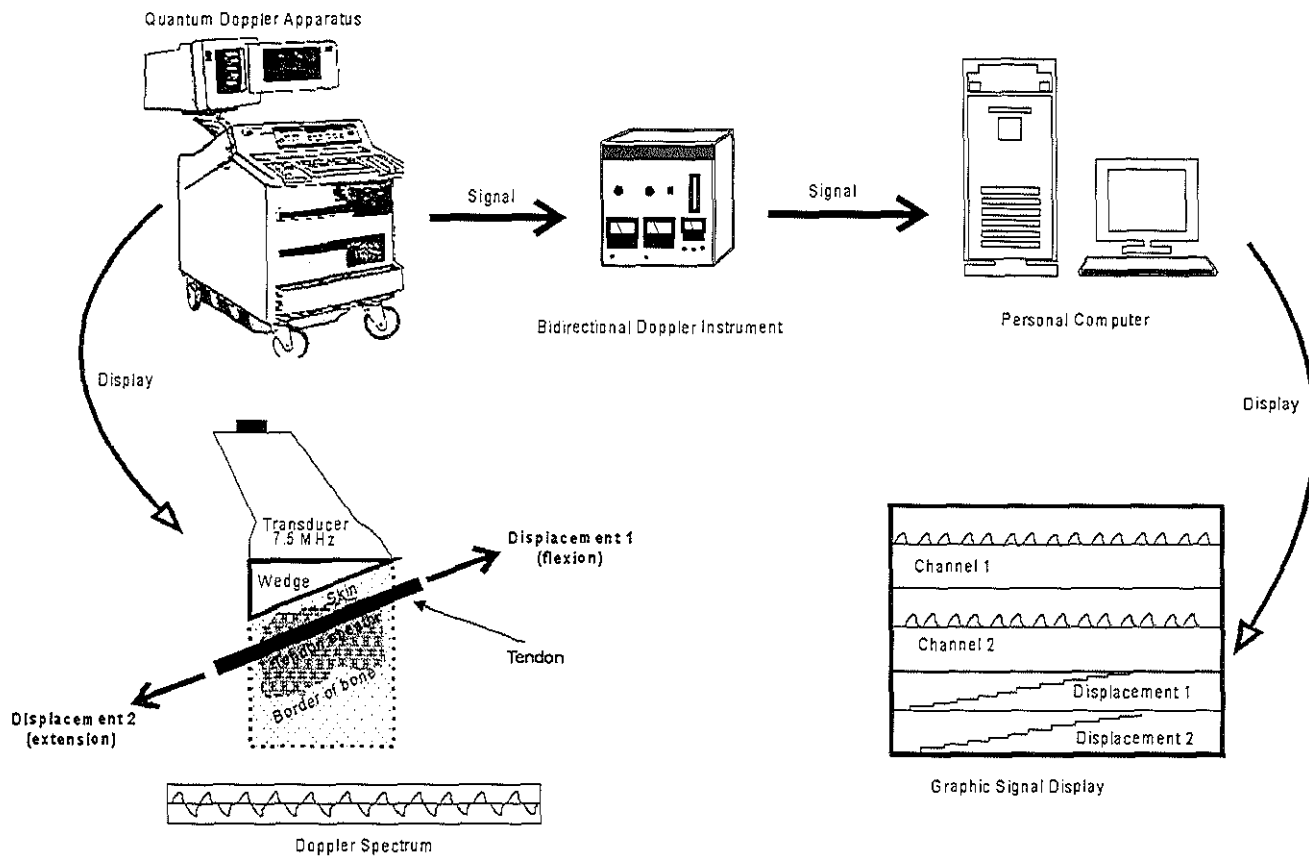 Quantum Doppler Apparatus
Signal
Signal
Bidirectional Doppler Instrument
Personal Computer
Display
Display
Transducer
7.5 MHz
Wedge
Skin
Tendon sheath
Border of bone
Displacement 1
(flexion)
Tendon
Displacement 2
(extension)
Doppler Spectrum
Channel 1
Channel 2
Displacement 1
Displacement 2
Graphic Signal Display